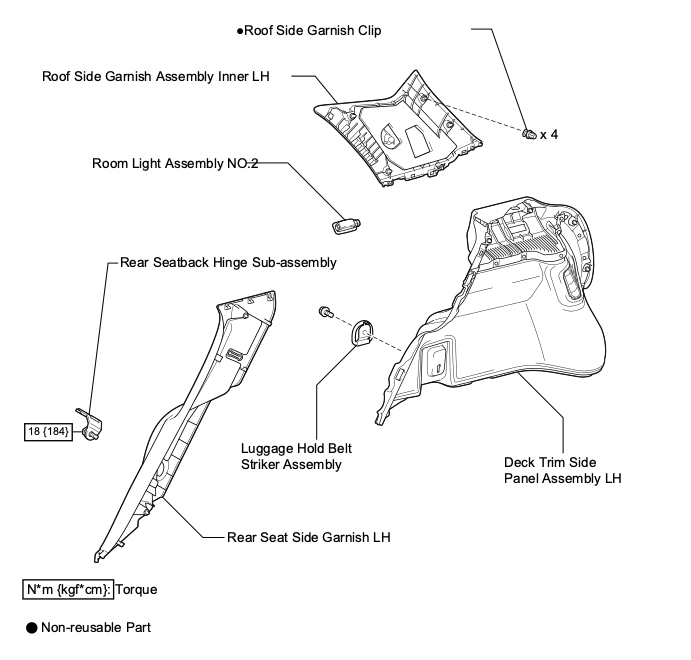 ●Roof Side Garnish Clip
Roof Side Garnish Assembly Inner LH
x 4
Room Light Assembly NO.2
Rear Seatback Hinge Sub-assembly
18 {184}
Luggage Hold Belt
Striker Assembly
Deck Trim Side
Panel Assembly LH
Rear Seat Side Garnish LH
N*m {kgf*cm}: Torque
● Non-reusable Part